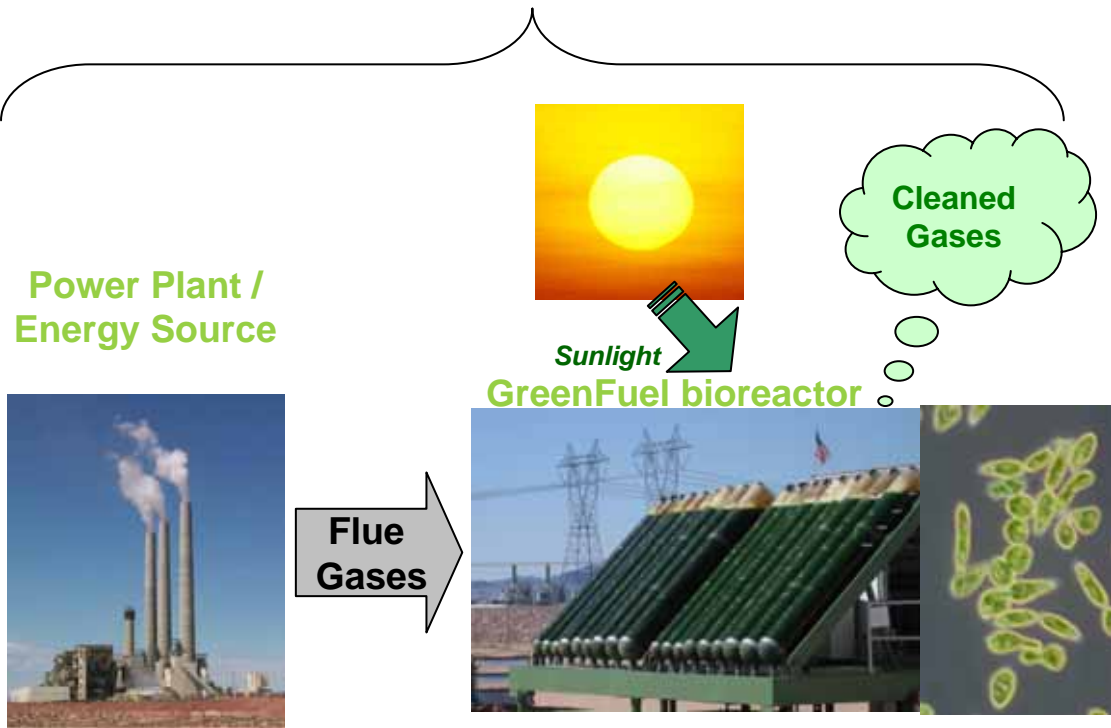 Cleaned
Gases
Power Plant /
Energy Source
Sunlight
GreenFuel bioreactor
Flue
Gases